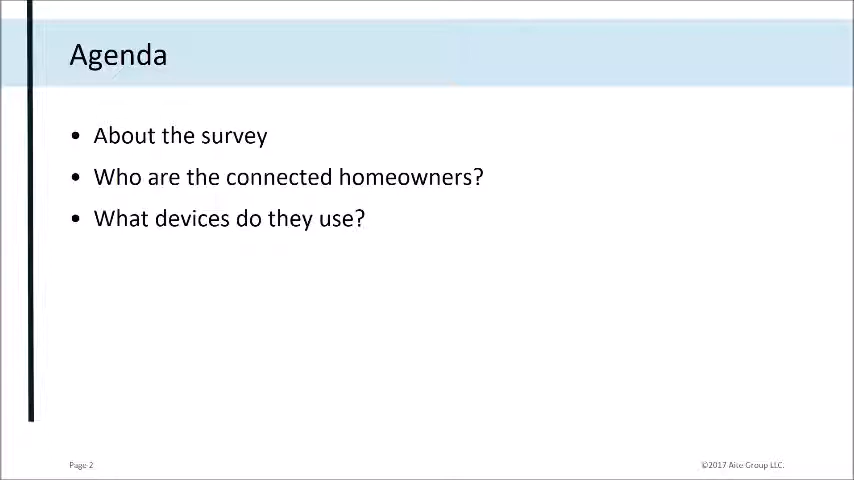 Agenda
• About the survey
• Who are the connected homeowners?
• What devices do they use?
Page 2
©2017 Aite Group LLC.